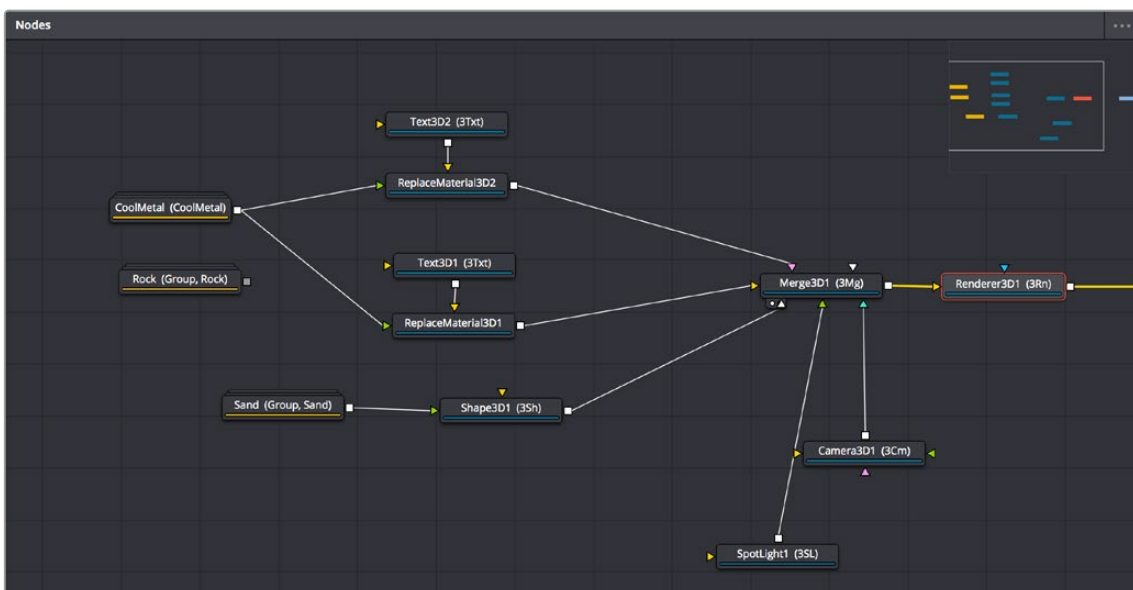 Nodes
Text3D2 (3Txt)
ReplaceMaterial3D2
CoolMetal (CoolMetal)
Text3D1 (3Txt)
Rock (Group, Rock)
Merge3D1 (3Mg)
Renderer3D1 (3Rn)
ReplaceMaterial3D1
Sand (Group, Sand)
Shape3D1 (3Sh)
Camera3D1 (3Cm)
SpotLight1 (3SL)